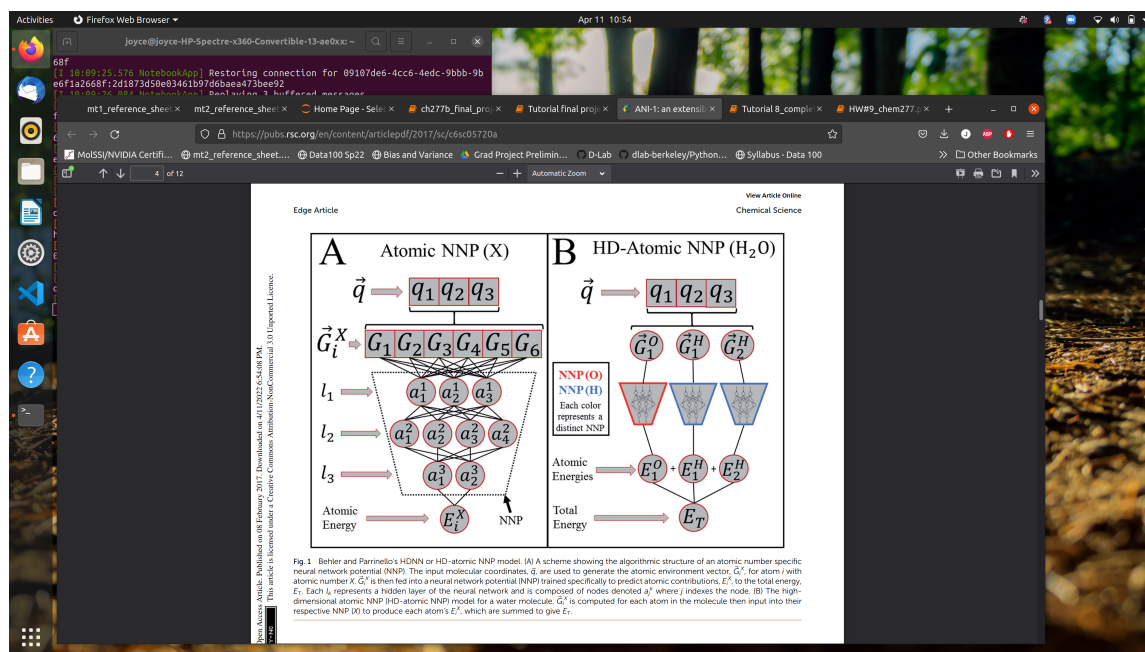 Activities
Firefox Web Browser
Apr 11 10:54
joyce@joyce-HP-Spectre-x360-Convertible-13-ae0xx: ~
68f
[I 10:09:25.576 NotebookApp] Restoring connection for 09107de6-4cc6-4edc-9bbb-9b
e6f1a2668f:2d1873d50e03461b97d6baea473bee92
mt1_reference_sheet
mt2_reference_sheet
Home Page - Selec
ch277b_final_proj
Tutorial final proje
ANI-1: an extensib
Tutorial 8_comple
HW#9_chem277.p
https://pubs.rsc.org/en/content/articlepdf/2017/sc/c6sc05720a
MolSSI/NVIDIA Certifi...
mt2_reference_sheet....
Data100 Sp22
Bias and Variance
Grad Project Prelimin...
D-Lab
dlab-berkeley/Python...
Syllabus - Data 100
Other Bookmarks
4 of 12
Automatic Zoom
View Article Online
Edge Article
Chemical Science
Open Access Article. Published on 08 February 2017. Downloaded on 4/11/2022 6:54:08 PM.
This article is licensed under a Creative Commons Attribution-NonCommercial 3.0 Unported Licence.
A
Atomic NNP (X)
q⃗ q₁ q₂ q₃
G⃗ᵢˣ G₁ G₂ G₃ G₄ G₅ G₆
l₁ a₁¹ a₂¹ a₃¹
l₂ a₁² a₂² a₃² a₄²
l₃ a₁³ a₂³
Atomic
Energy
Eᵢˣ
NNP
B
HD-Atomic NNP (H₂O)
q⃗ q₁ q₂ q₃
G⃗₁ᴼ G⃗₁ᴴ G⃗₂ᴴ
NNP (O)
NNP (H)
Each color
represents a
distinct NNP
Atomic
Energies
E₁ᴼ + E₁ᴴ + E₂ᴴ
Total
Energy
E_T
Fig. 1 Behler and Parrinello's HDNN or HD-atomic NNP model. (A) A scheme showing the algorithmic structure of an atomic number specific
neural network potential (NNP). The input molecular coordinates, q⃗, are used to generate the atomic environment vector, G⃗ᵢˣ, for atom i with
atomic number X. G⃗ᵢˣ is then fed into a neural network potential (NNP) trained specifically to predict atomic contributions, Eᵢˣ, to the total energy,
E_T. Each lₖ represents a hidden layer of the neural network and is composed of nodes denoted aⱼᵏ where j indexes the node. (B) The high-
dimensional atomic NNP (HD-atomic NNP) model for a water molecule. G⃗ᵢˣ is computed for each atom in the molecule then input into their
respective NNP (X) to produce each atom's Eᵢˣ, which are summed to give E_T.